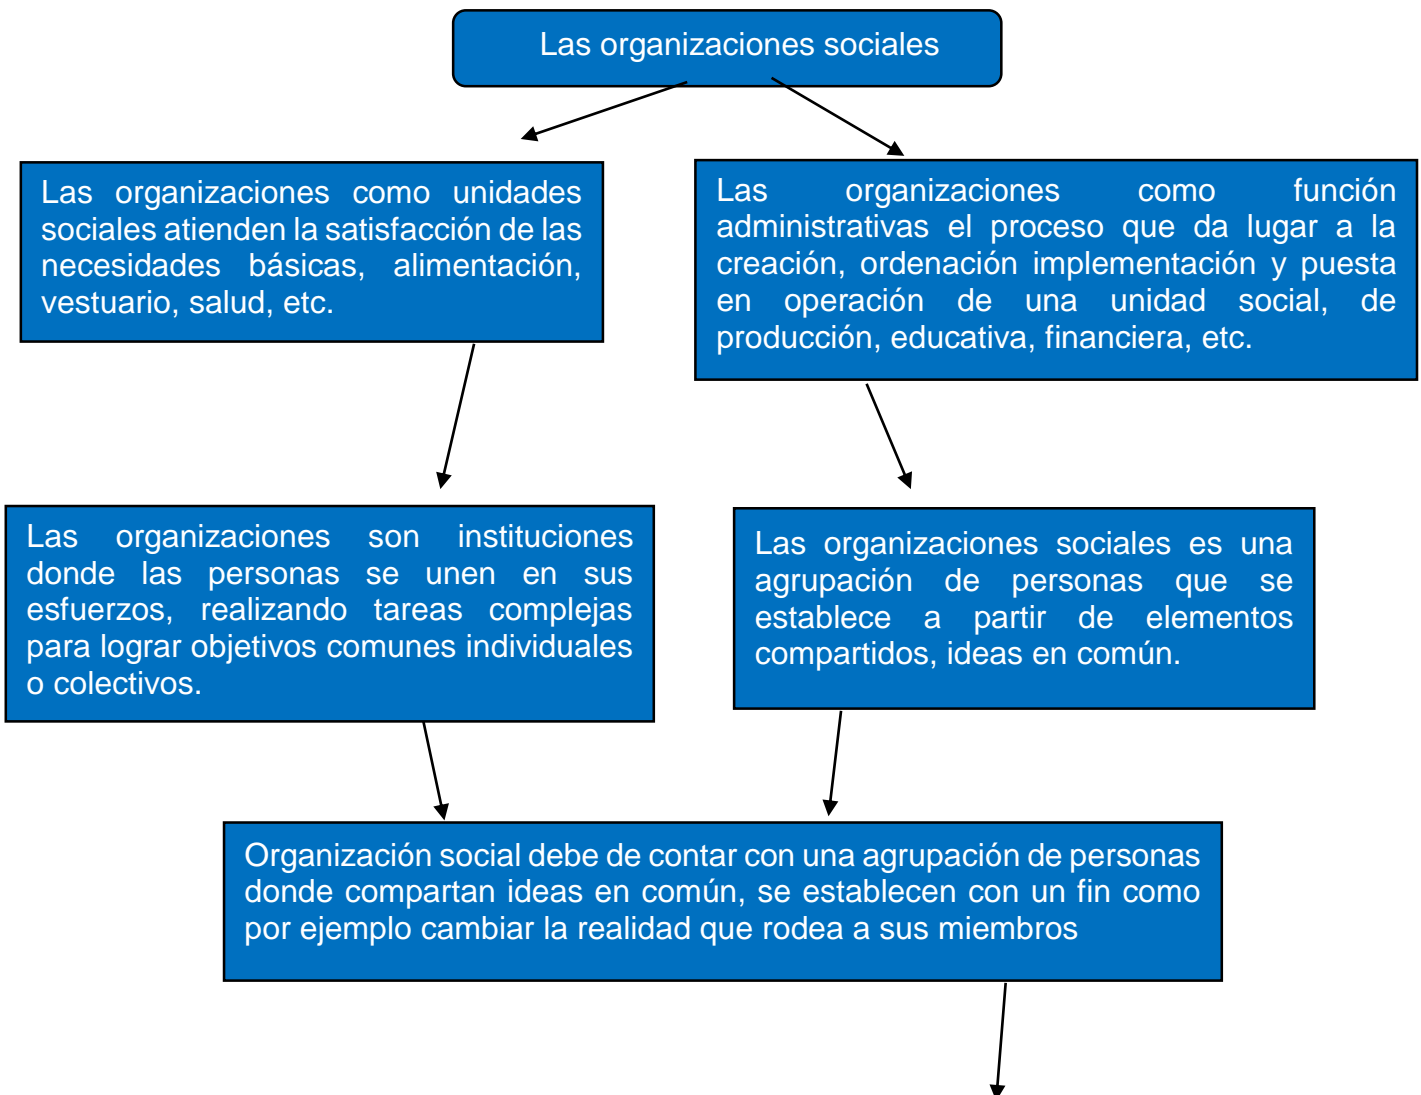 Las organizaciones sociales
Las organizaciones como unidades
sociales atienden la satisfacción de las
necesidades básicas, alimentación,
vestuario, salud, etc.
Las organizaciones como función
administrativas el proceso que da lugar a la
creación, ordenación implementación y puesta
en operación de una unidad social, de
producción, educativa, financiera, etc.
Las organizaciones son instituciones
donde las personas se unen en sus
esfuerzos, realizando tareas complejas
para lograr objetivos comunes individuales
o colectivos.
Las organizaciones sociales es una
agrupación de personas que se
establece a partir de elementos
compartidos, ideas en común.
Organización social debe de contar con una agrupación de personas
donde compartan ideas en común, se establecen con un fin como
por ejemplo cambiar la realidad que rodea a sus miembros